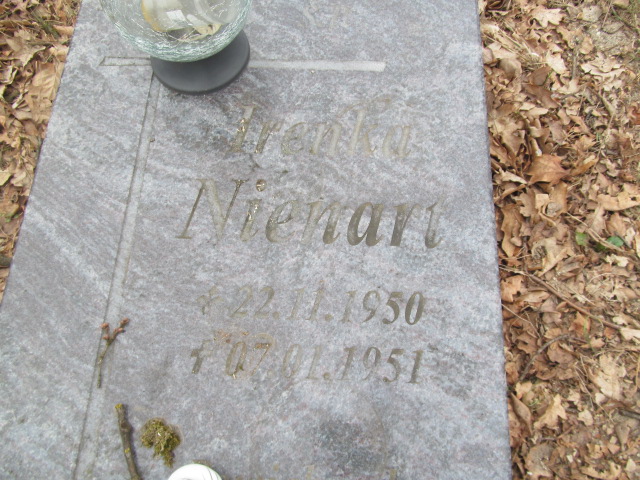 Irenka
Nienart
* 22.11.1950
† 07.01.1951